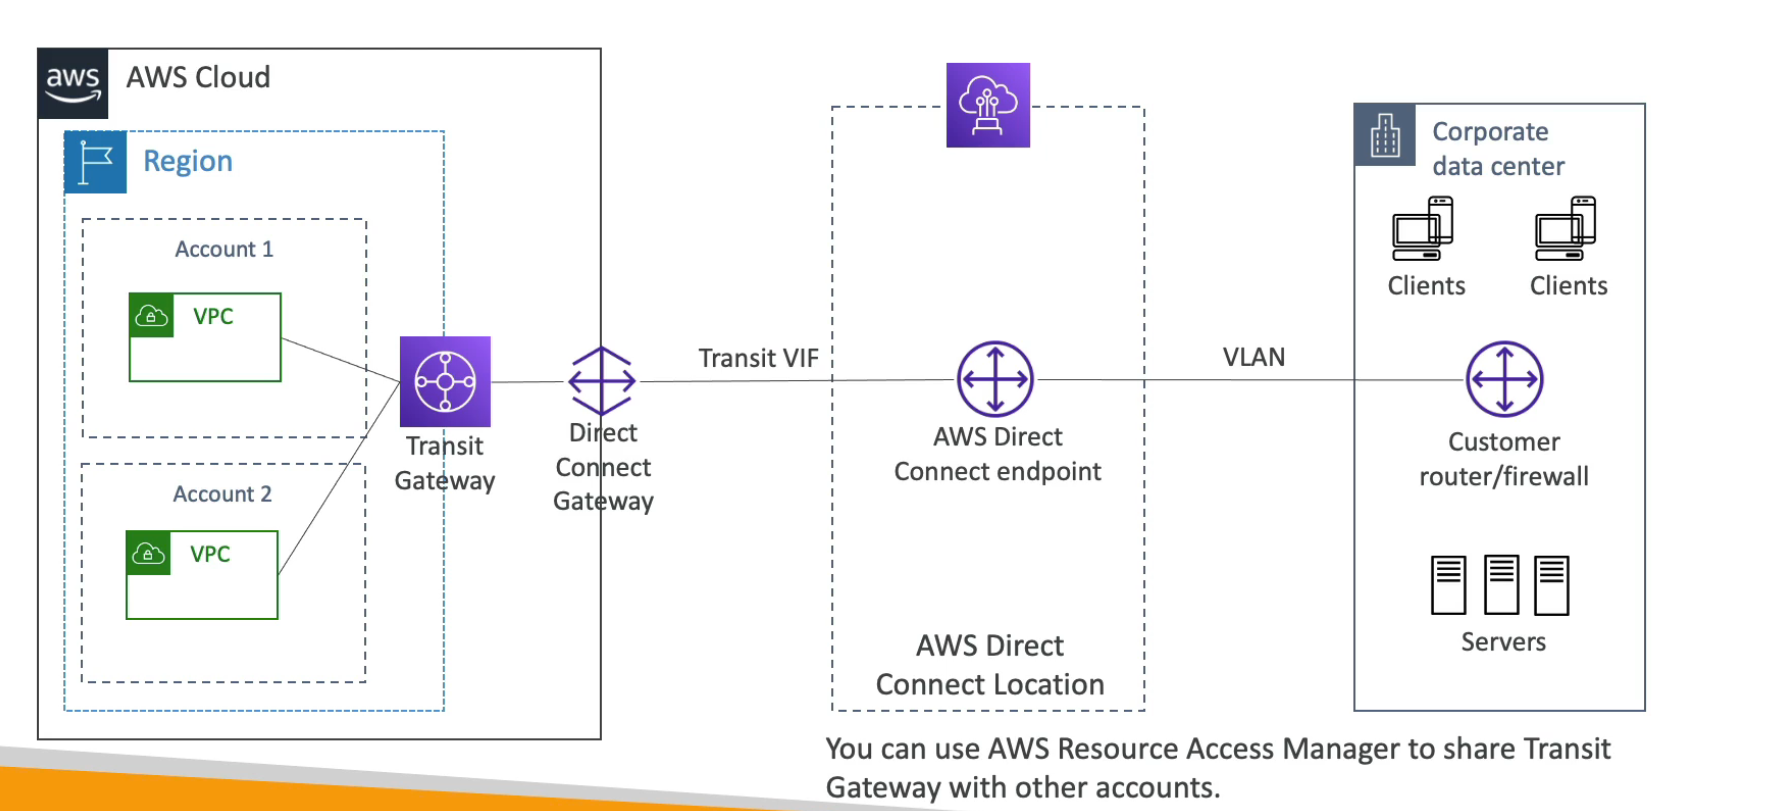 aws
AWS Cloud
Region
Account 1
VPC
Account 2
VPC
Transit
Gateway
Direct
Connect
Gateway
Transit VIF
AWS Direct
Connect endpoint
AWS Direct
Connect Location
VLAN
Corporate
data center
Clients
Clients
Customer
router/firewall
Servers
You can use AWS Resource Access Manager to share Transit
Gateway with other accounts.